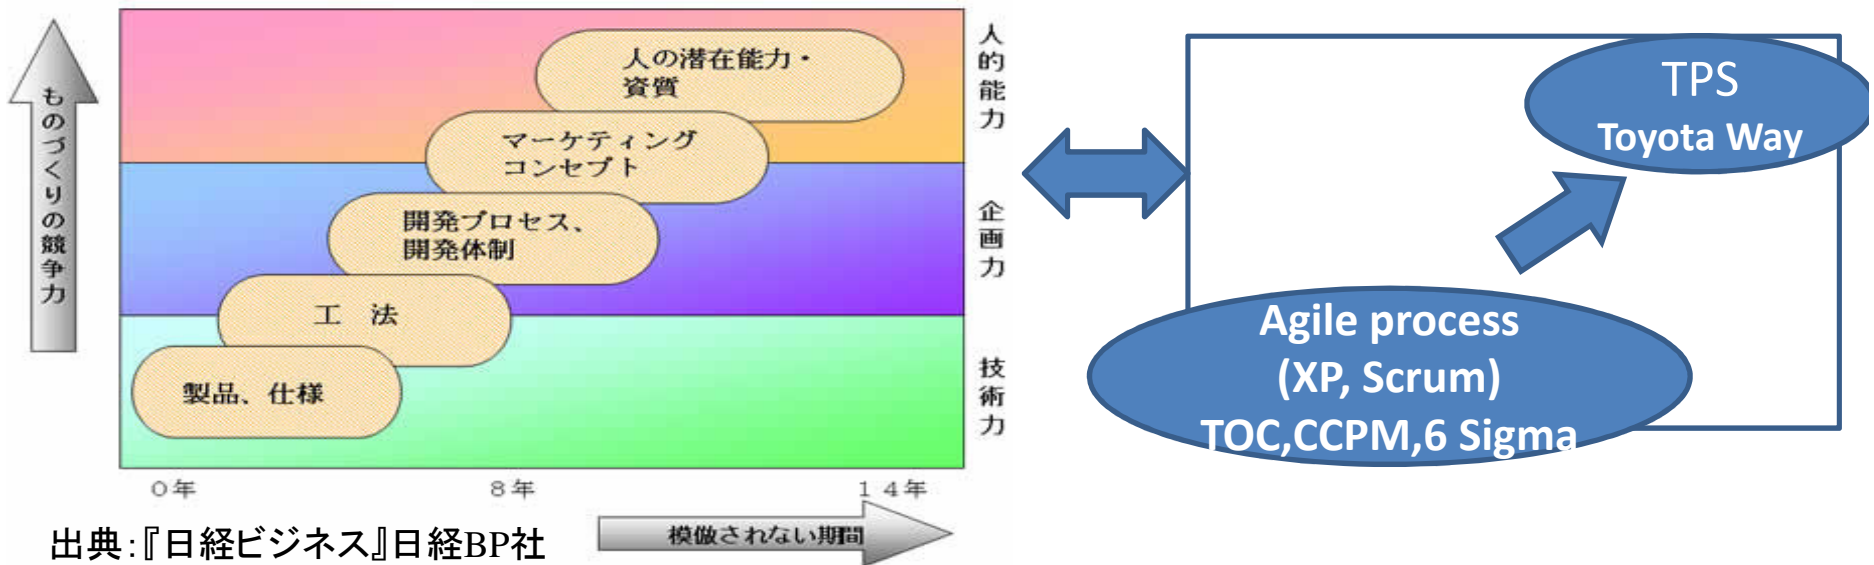 ものづくりの競争力
人の潜在能力・
資質
マーケティング
コンセプト
開発プロセス、
開発体制
工　法
製品、仕様
人的能力
企画力
技術力
０年
８年
１４年
模倣されない期間
出典：『日経ビジネス』日経BP社
TPS
Toyota Way
Agile process
(XP, Scrum)
TOC,CCPM,6 Sigma